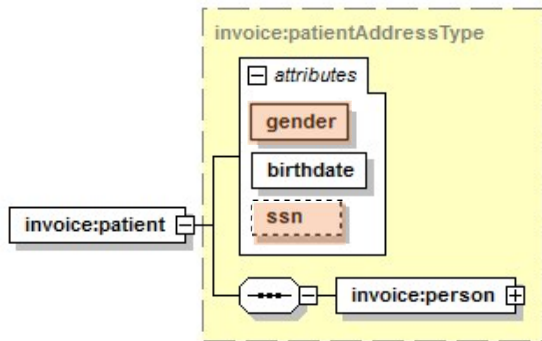 invoice:patientAddressType
attributes
gender
birthdate
ssn
invoice:patient
invoice:person